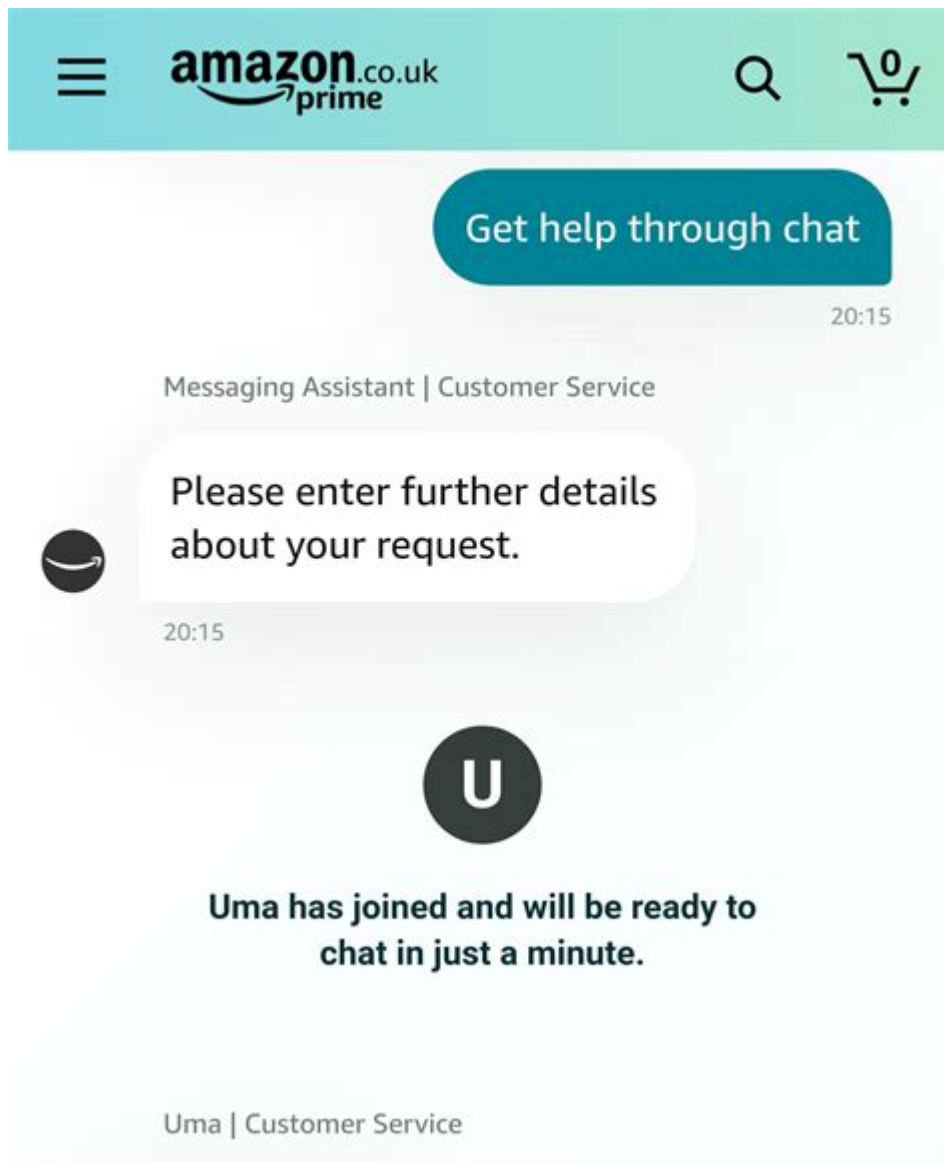 amazon.co.uk
prime
0
Get help through chat
20:15
Messaging Assistant | Customer Service
Please enter further details
about your request.
20:15
U
Uma has joined and will be ready to
chat in just a minute.
Uma | Customer Service